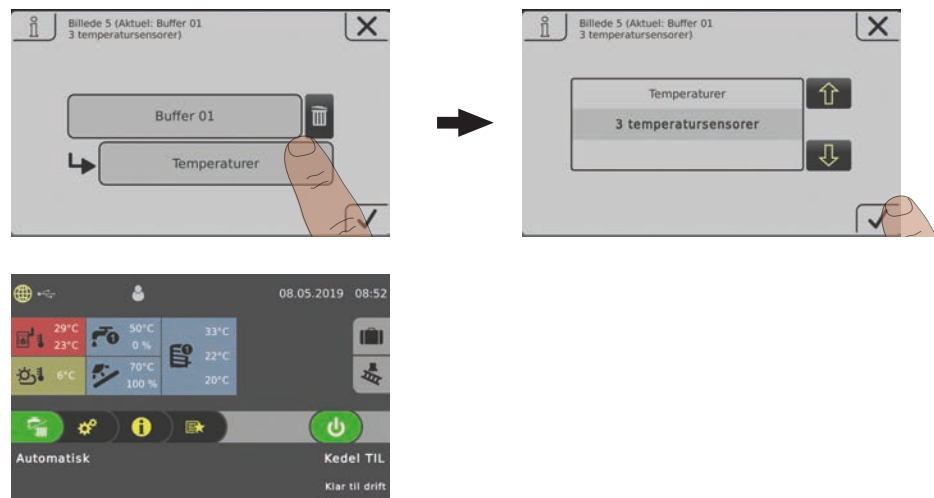 Billede 5 (Aktuel: Buffer 01
3 temperatursensorer)
Buffer 01
Temperaturer
Billede 5 (Aktuel: Buffer 01
3 temperatursensorer)
Temperaturer
3 temperatursensorer
08.05.2019 08:52
29°C
23°C
50°C
0 %
33°C
22°C
20°C
6°C
70°C
100 %
Automatisk
Kedel TIL
Klar til drift